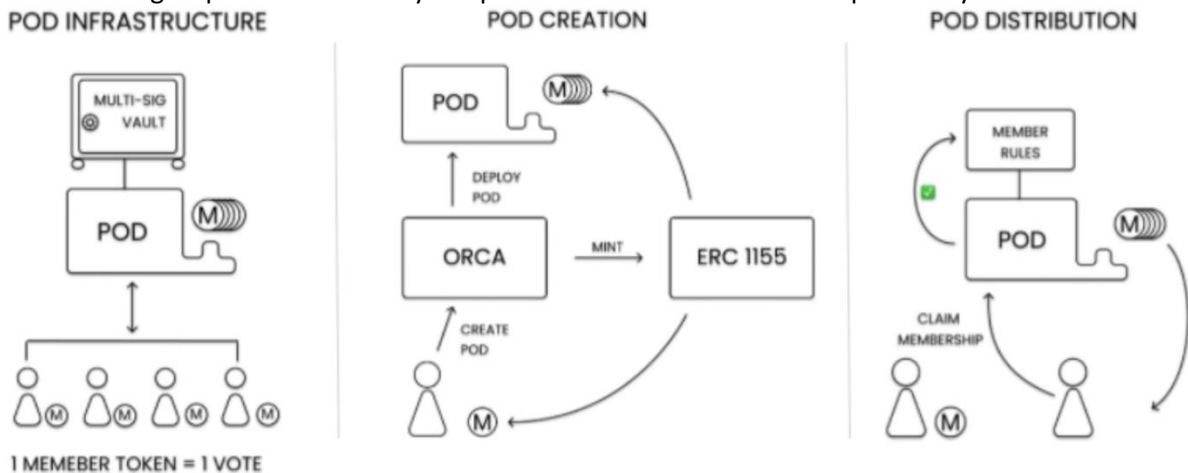 POD INFRASTRUCTURE
MULTI-SIG
VAULT
POD
M
M
M
M
M
1 MEMEBER TOKEN = 1 VOTE
POD CREATION
POD
M
DEPLOY
POD
ORCA
MINT
ERC 1155
CREATE
POD
M
POD DISTRIBUTION
MEMBER
RULES
POD
M
CLAIM
MEMBERSHIP
M